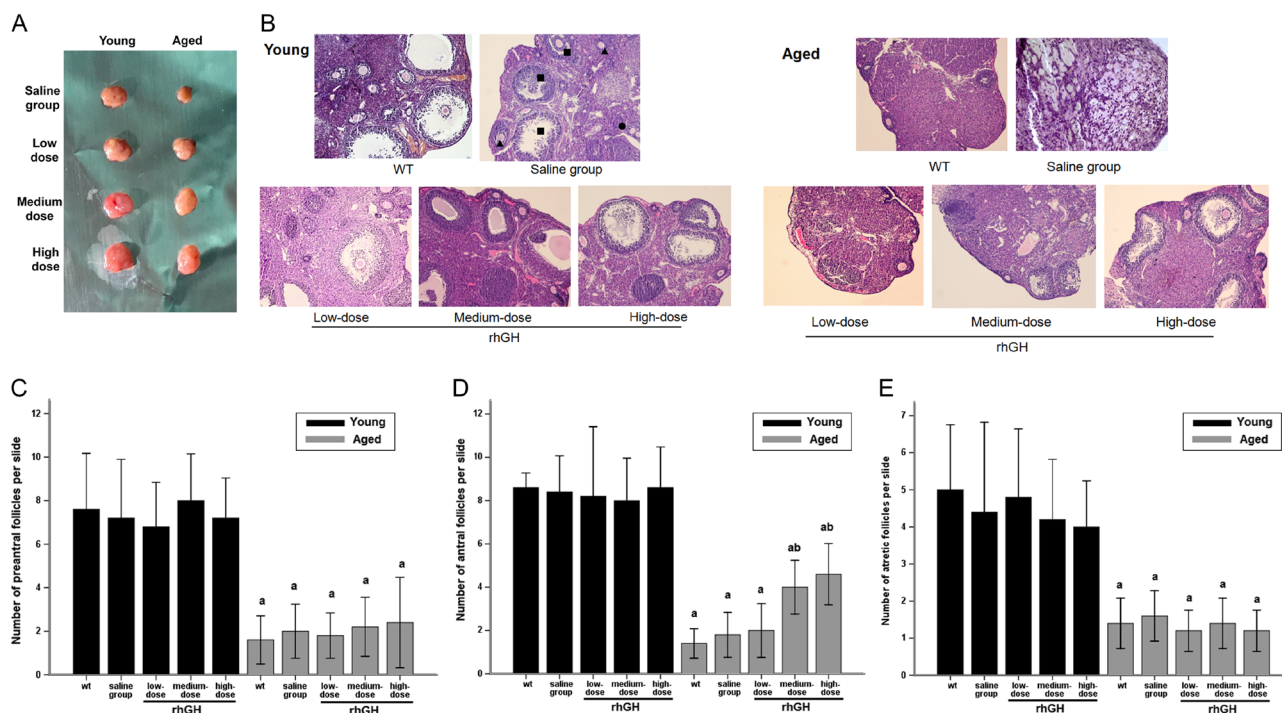 A
Young Aged
Saline
group
Low
dose
Medium
dose
High
dose
B
Young
WT Saline group
Low-dose Medium-dose High-dose
rhGH
Aged
WT Saline group
Low-dose Medium-dose High-dose
rhGH
C
Number of preantral follicles per slide
12
10
8
6
4
2
0
Young
Aged
a a a a a
wt saline group low-dose medium-dose high-dose wt saline group low-dose medium-dose high-dose
rhGH rhGH
D
Number of antral follicles per slide
12
10
8
6
4
2
0
Young
Aged
a a a ab ab
wt saline group low-dose medium-dose high-dose wt saline group low-dose medium-dose high-dose
rhGH rhGH
E
Number of atretic follicles per slide
7
6
5
4
3
2
1
0
Young
Aged
a a a a a
wt saline group low-dose medium-dose high-dose wt saline group low-dose medium-dose high-dose
rhGH rhGH